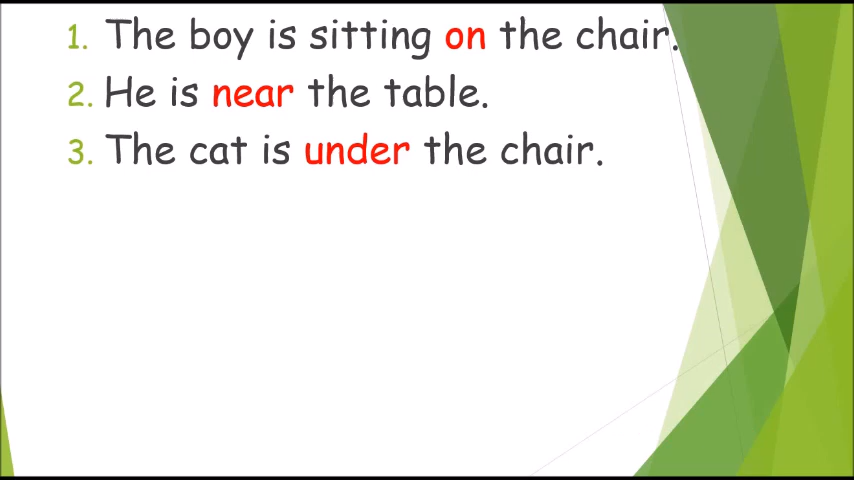 1. The boy is sitting on the chair.
2. He is near the table.
3. The cat is under the chair.